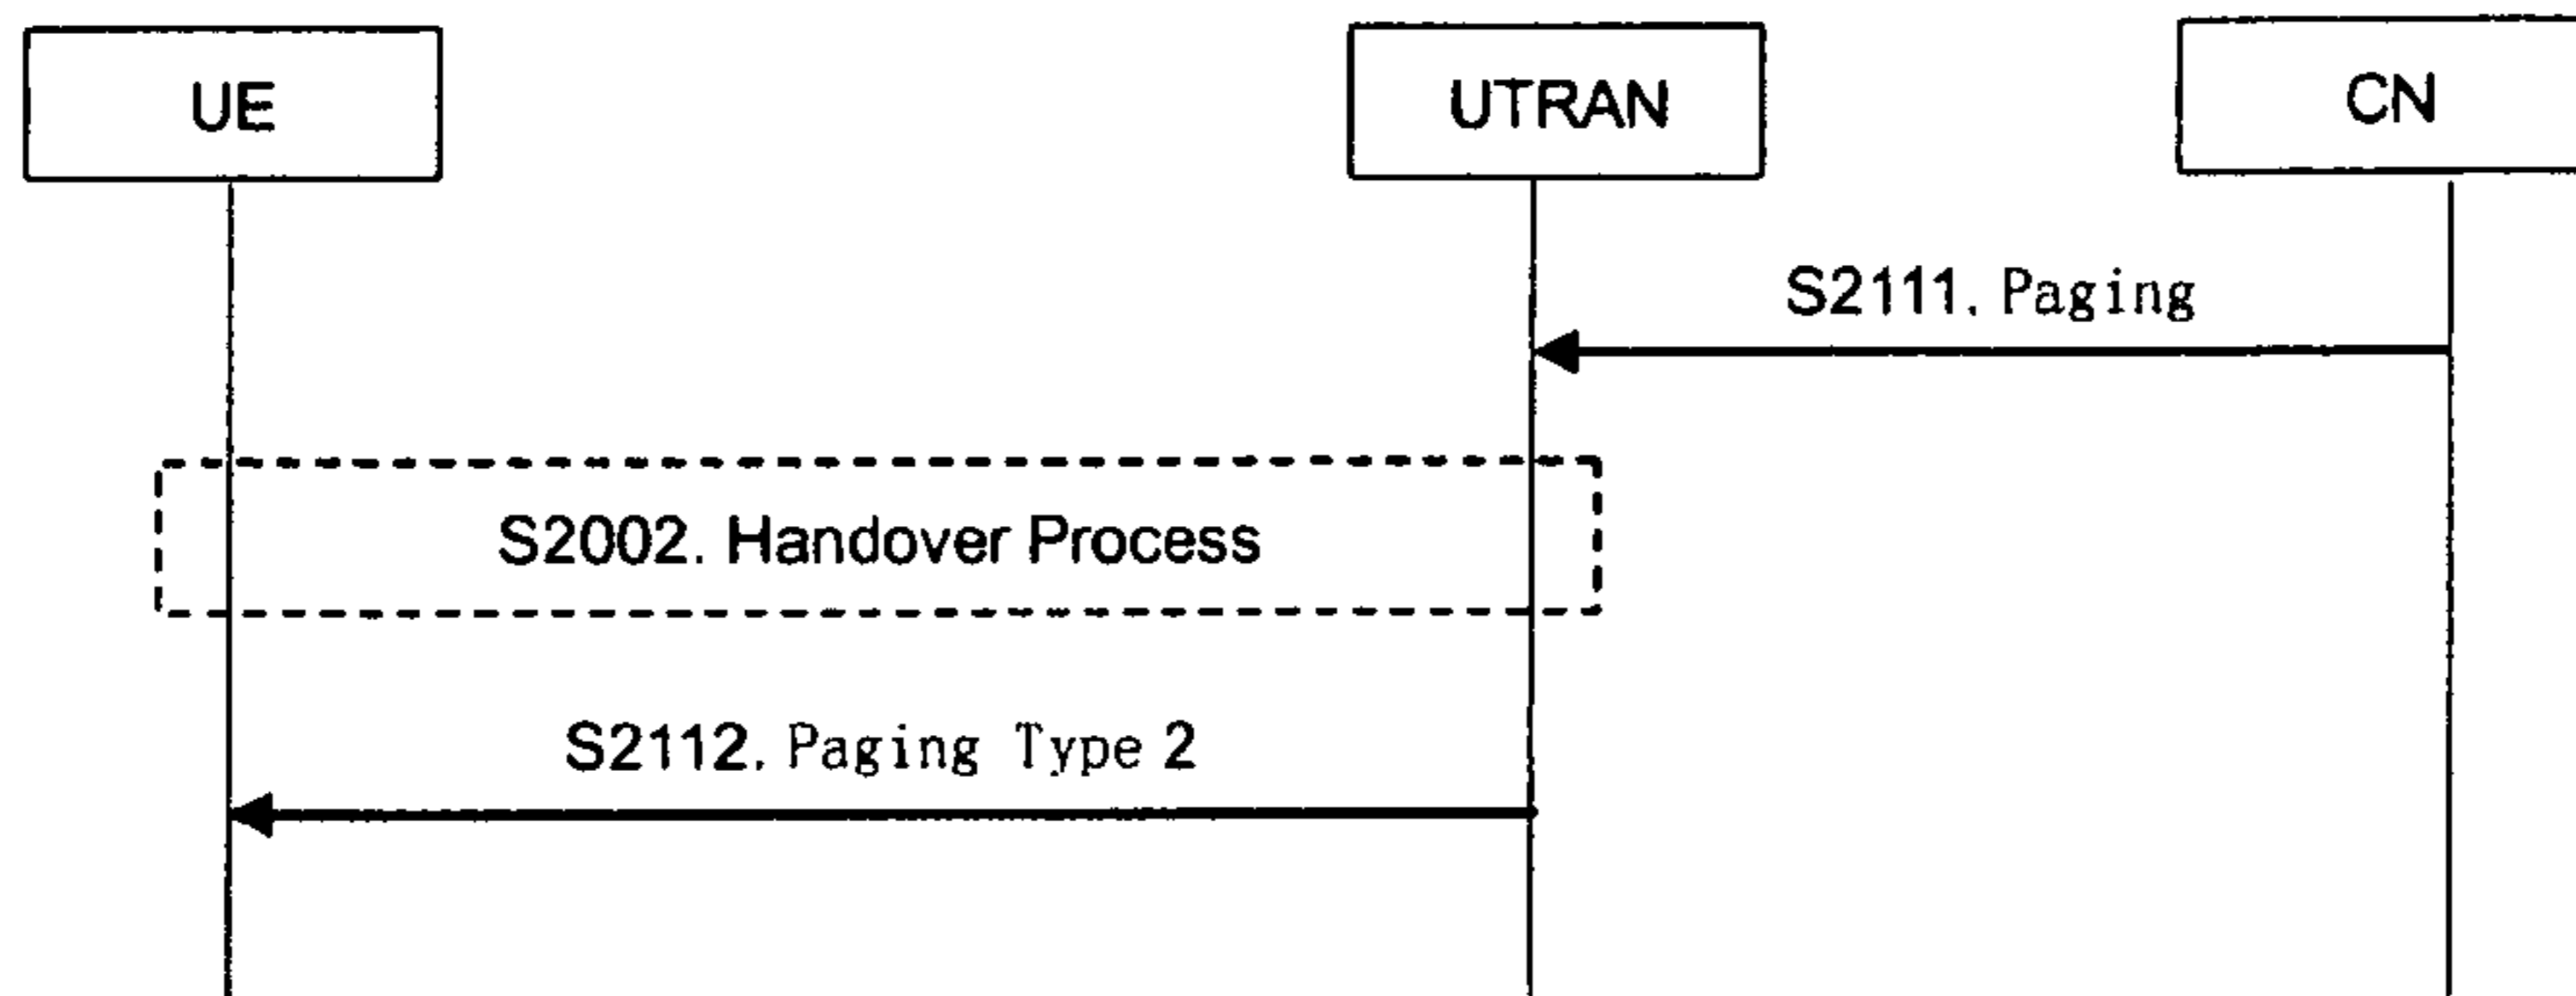 UE
UTRAN
CN
S2111. Paging
S2002. Handover Process
S2112. Paging Type 2